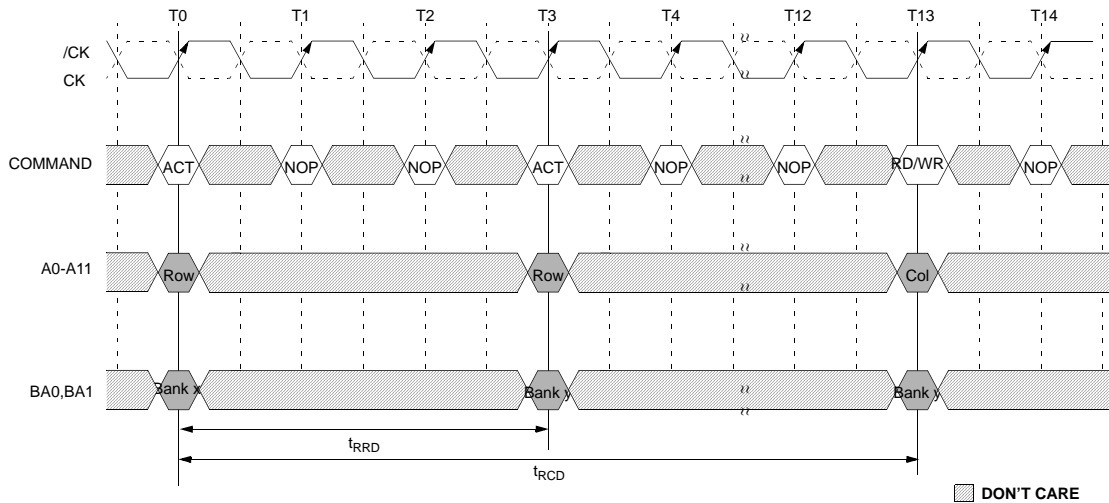 T0 T1 T2 T3 T4 T12 T13 T14
/CK
CK
COMMAND ACT NOP NOP ACT NOP NOP RD/WR NOP
A0-A11 Row Row Col
BA0,BA1 Bank x Bank y Bank y
tRRD
tRCD
DON'T CARE